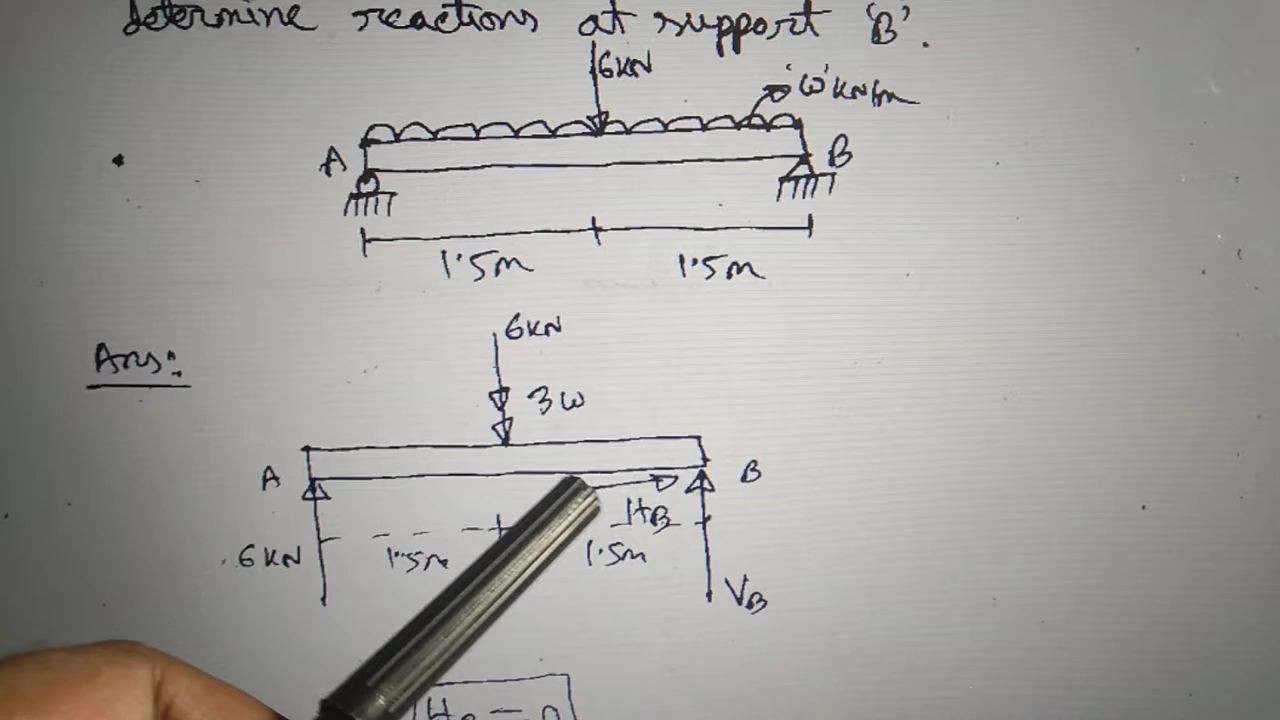 determine reactions at support 'B'.
6KN
'ω' KN/m
A B
1.5m 1.5m
Ans:
6KN
3ω
A B
HB
6KN 1.5m 1.5m
VB